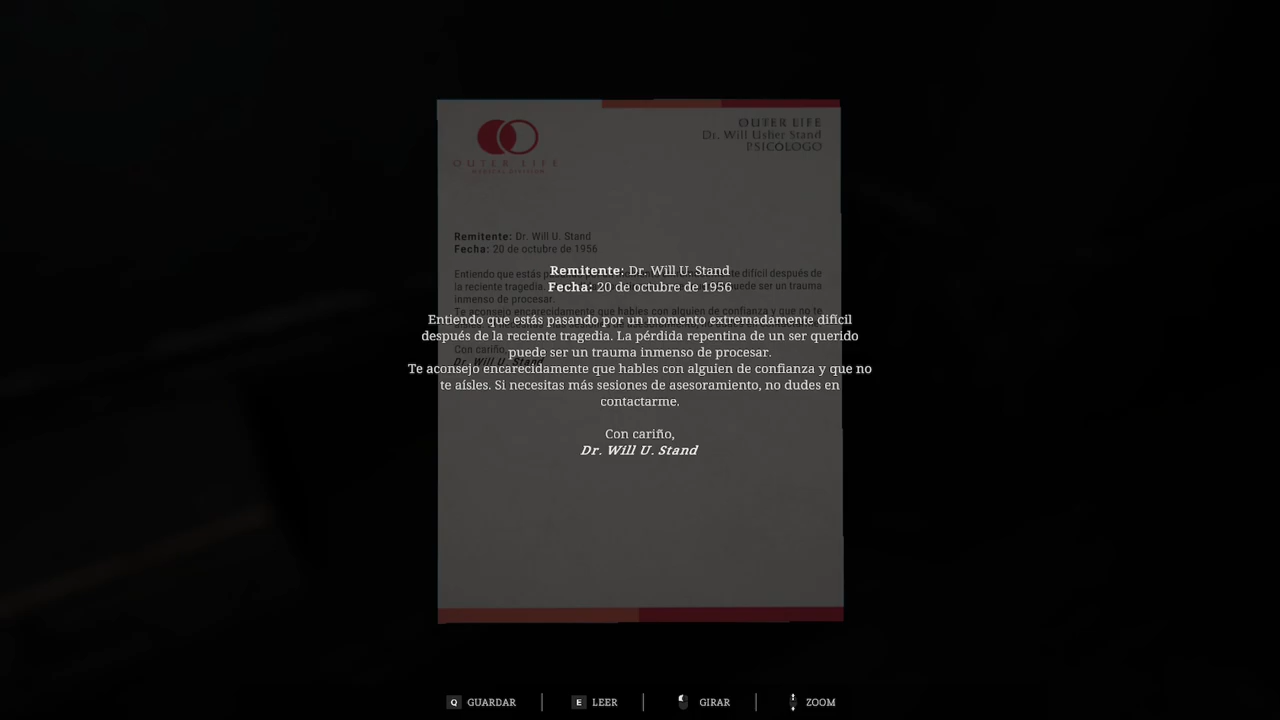 OUTER LIFE
Dr. Will Usher Stand
PSICOLOGO
OUTER LIFE
Remitente: Dr. Will U. Stand
Fecha: 20 de octubre de 1956
Remitente: Dr. Will U. Stand
Fecha: 20 de octubre de 1956
Entiendo que estás pasando por un momento extremadamente difícil
después de la reciente tragedia. La pérdida repentina de un ser querido
puede ser un trauma inmenso de procesar.
Te aconsejo encarecidamente que hables con alguien de confianza y que no
te aísles. Si necesitas más sesiones de asesoramiento, no dudes en
contactarme.
Con cariño,
Dr. Will U. Stand
Q GUARDAR
E LEER
GIRAR
ZOOM